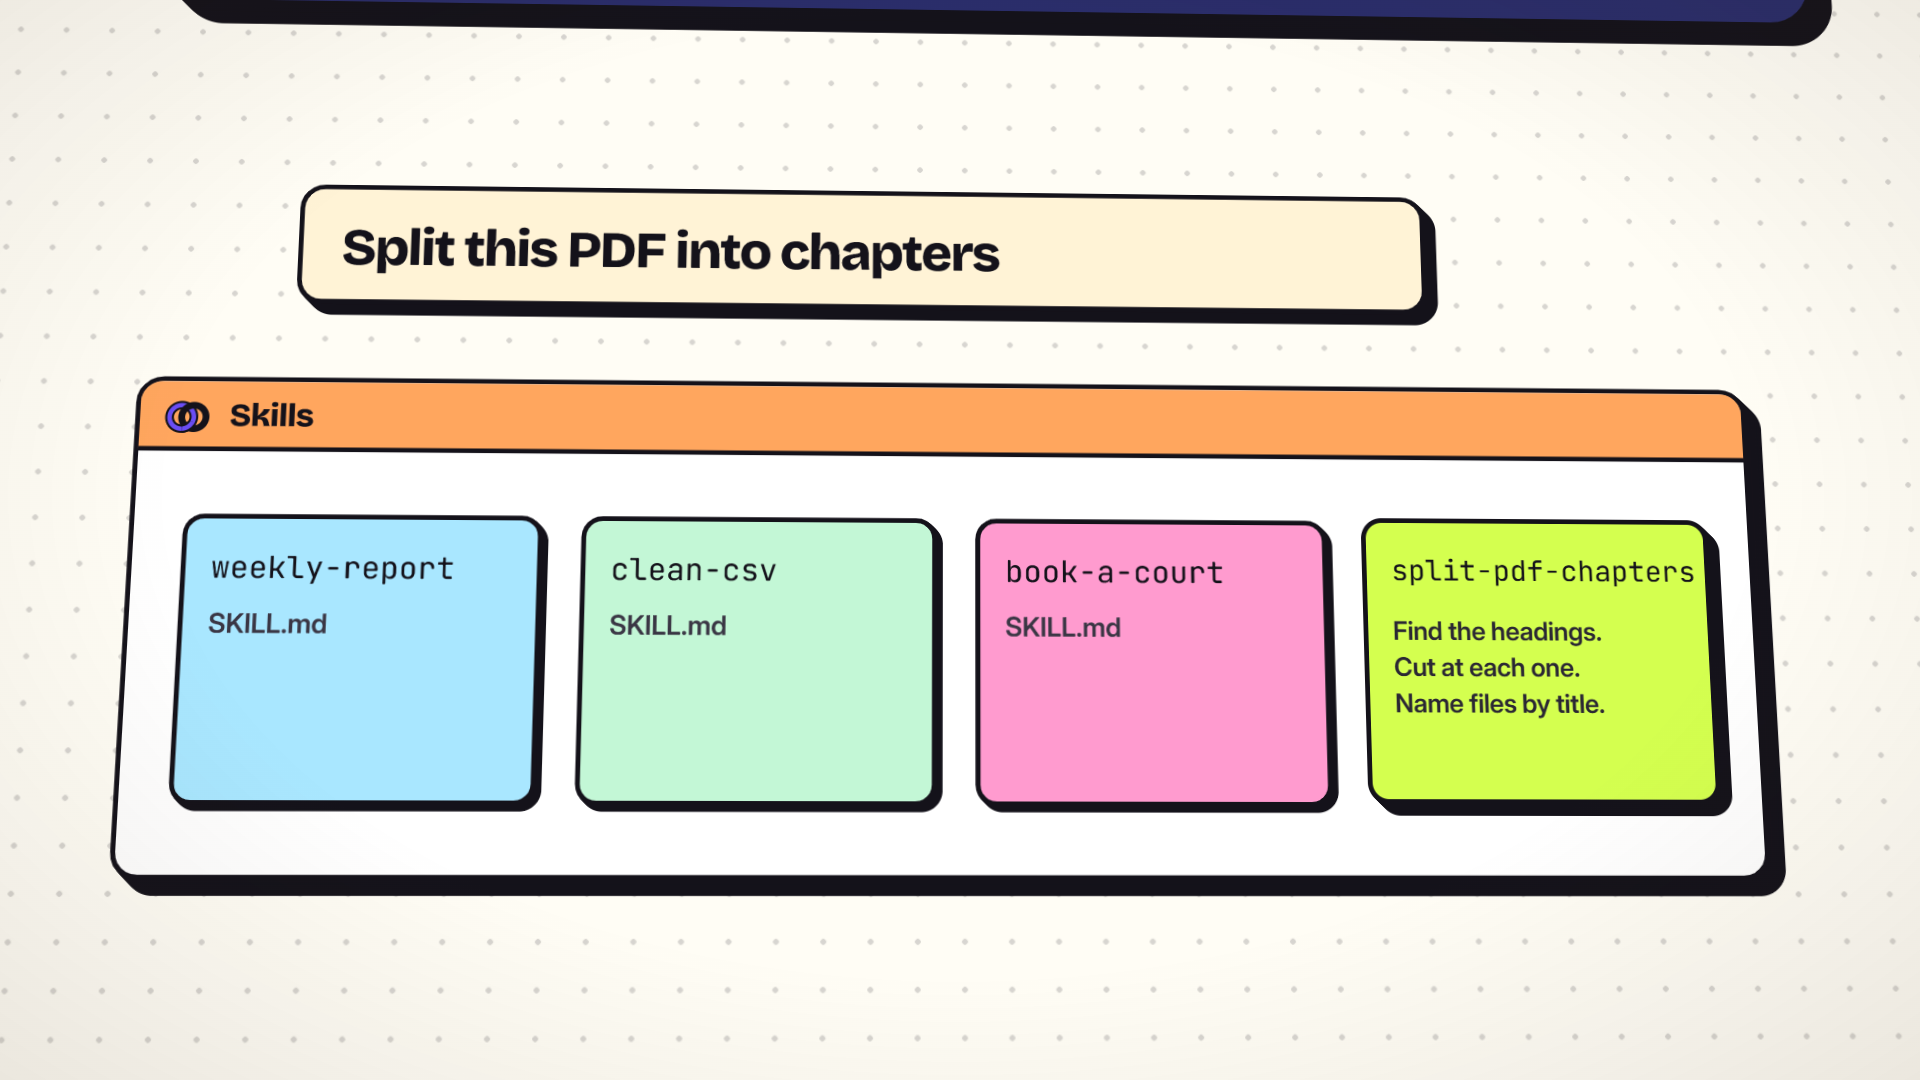 Split this PDF into chapters
Skills
weekly-report
SKILL.md
clean-csv
SKILL.md
book-a-court
SKILL.md
split-pdf-chapters
Find the headings.
Cut at each one.
Name files by title.